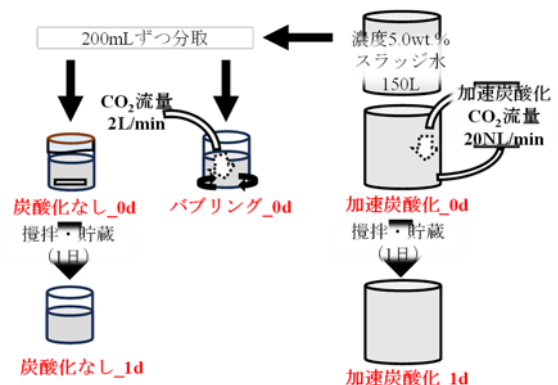 200mLずつ分取
濃度5.0wt.%
スラッジ水
150L
CO₂流量
2L/min
加速炭酸化
CO₂流量
20NL/min
炭酸化なし_0d
バブリング_0d
加速炭酸化_0d
攪拌・貯蔵
(1日)
攪拌・貯蔵
(1日)
炭酸化なし_1d
加速炭酸化_1d